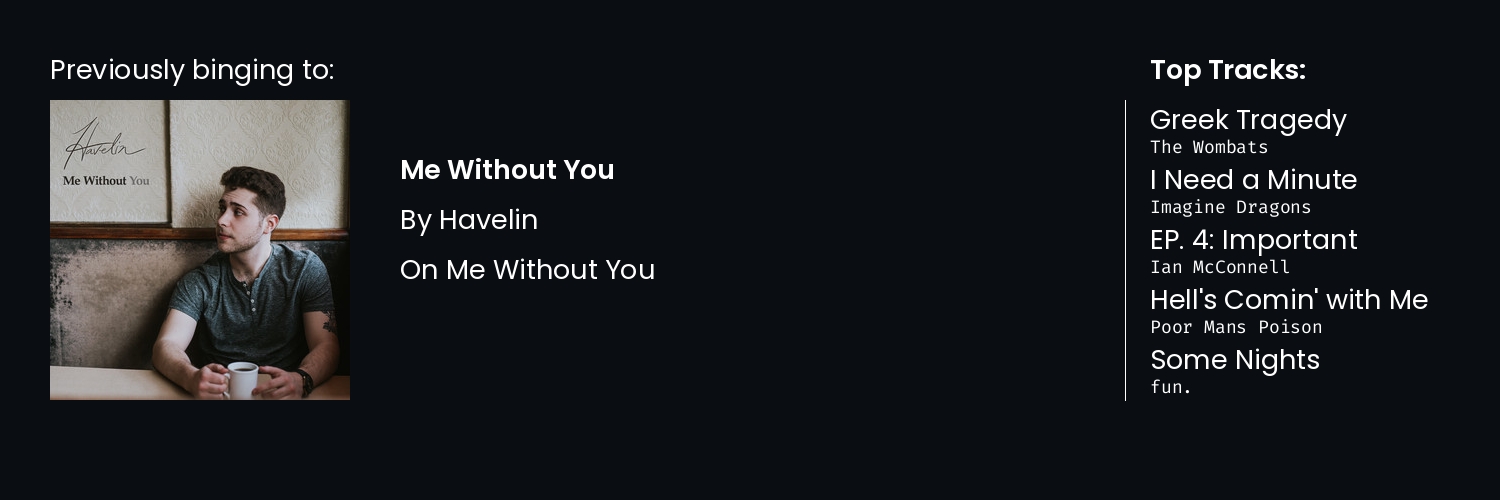 Previously binging to:
Havelin
Me Without You
Me Without You
By Havelin
On Me Without You
Top Tracks:
Greek Tragedy
The Wombats
I Need a Minute
Imagine Dragons
EP. 4: Important
Ian McConnell
Hell's Comin' with Me
Poor Mans Poison
Some Nights
fun.